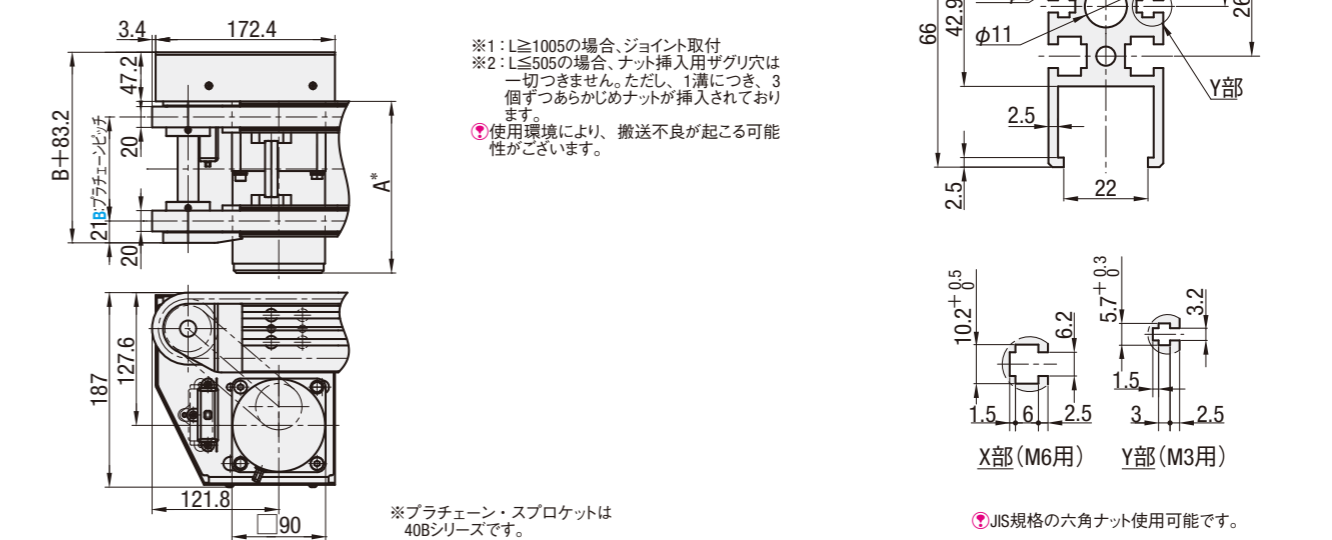 3.4
172.4
47.2
B+83.2
20
B:プラチェーンピッチ
21
20
A*
※1：L≧1005の場合、ジョイント取付
※2：L≦505の場合、ナット挿入用ザグリ穴は
一切つきません。ただし、1溝につき、3
個ずつあらかじめナットが挿入されており
ます。
使用環境により、搬送不良が起こる可能
性がございます。
187
127.6
121.8
□90
※プラチェーン・スプロケットは
40Bシリーズです。
66
42.9
φ11
26
Y部
2.5
2.5
22
10.2+0.5 0
6.2
1.5
6
2.5
X部（M6用）
5.7+0.3 0
3.2
1.5
3
2.5
Y部（M3用）
JIS規格の六角ナット使用可能です。